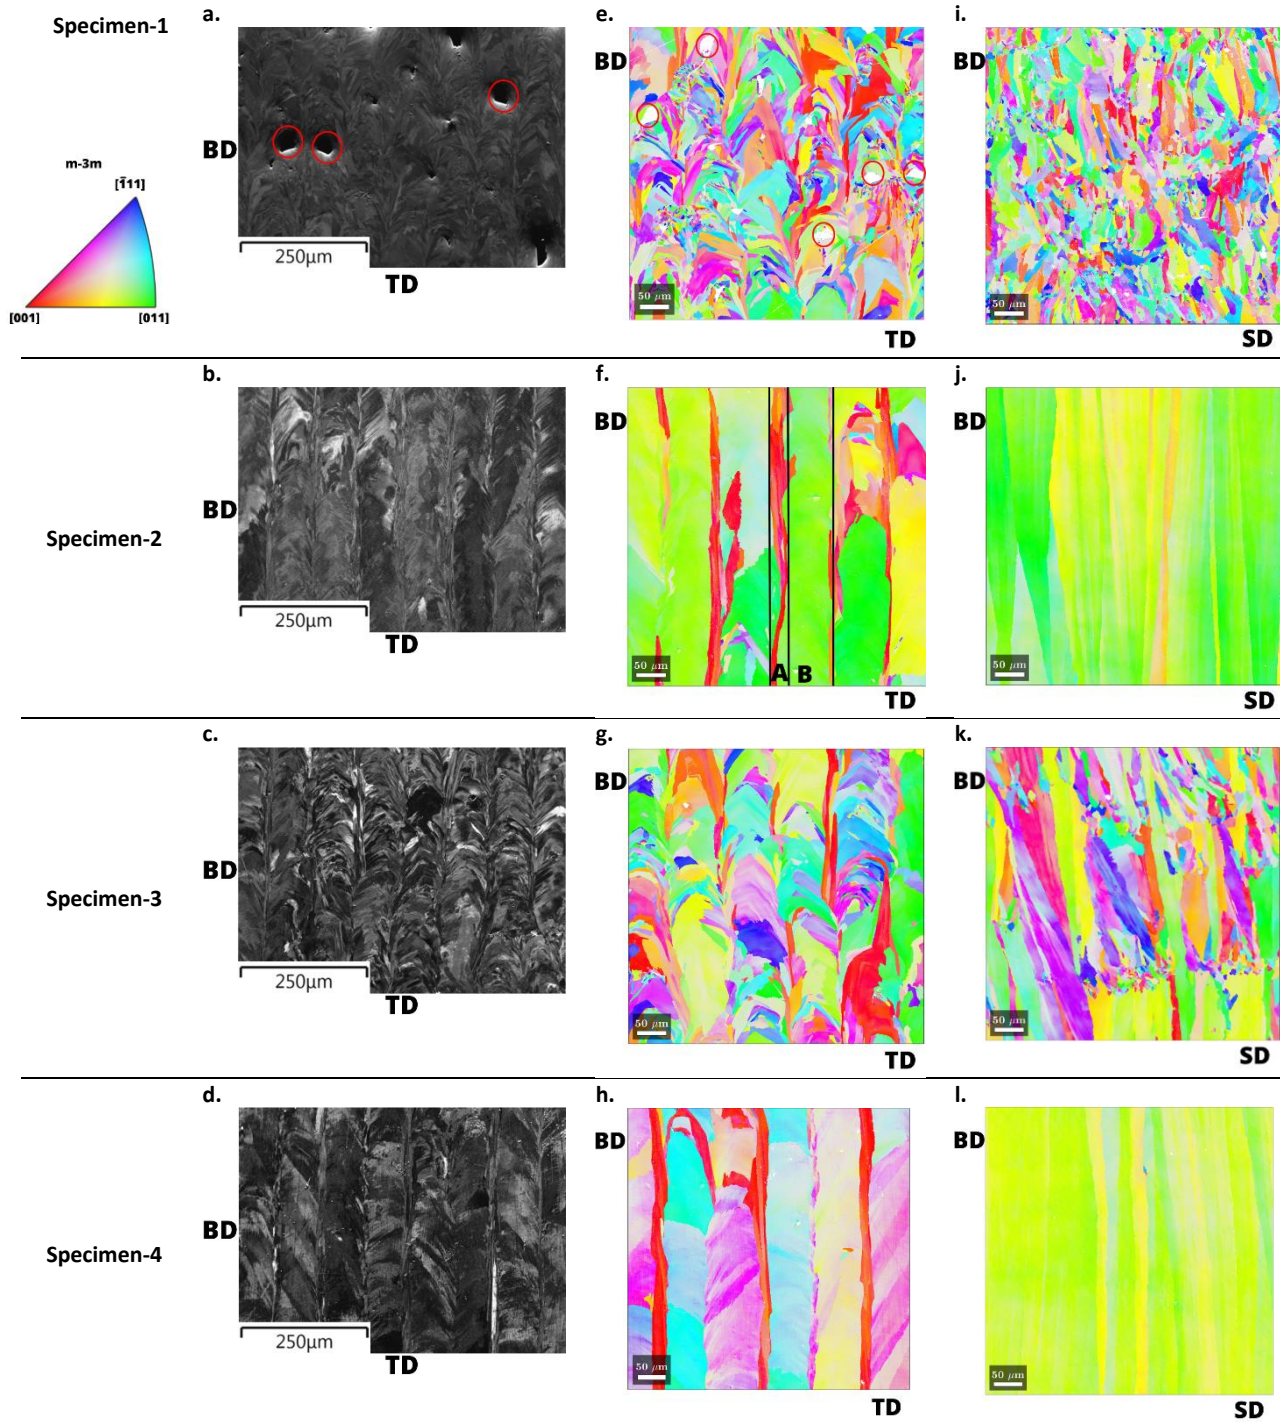 Specimen-1
a.
e.
i.
BD
BD
BD
m-3m
[1̄11]
[001]
[011]
250µm
TD
50 µm
TD
50 µm
SD
Specimen-2
b.
f.
j.
BD
BD
BD
250µm
TD
50 µm
A
B
TD
50 µm
SD
Specimen-3
c.
g.
k.
BD
BD
BD
250µm
TD
50 µm
TD
50 µm
SD
Specimen-4
d.
h.
l.
BD
BD
BD
250µm
TD
50 µm
TD
50 µm
SD